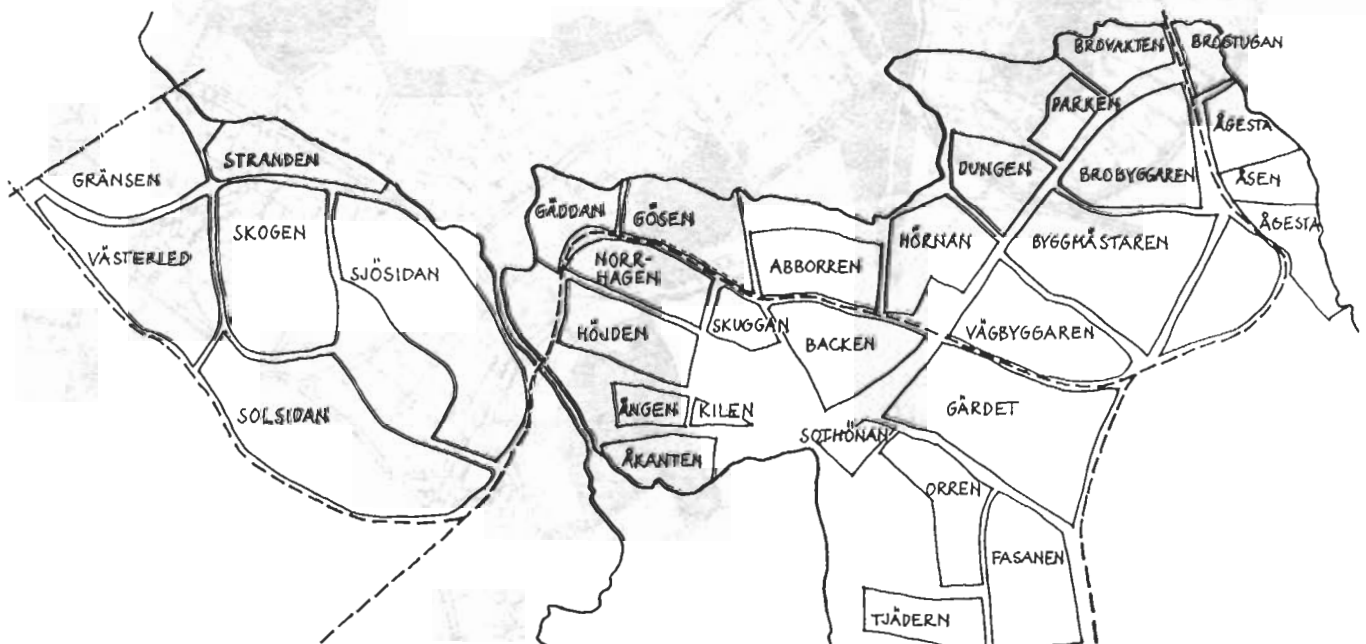 BROVAKTEN
BROSTUGAN
PARKEN
ÅGESTA
STRANDEN
GRÄNSEN
DUNGEN
BROBYGGAREN
ÅSEN
GÄDDAN
GÖSEN
ÅGESTA
SKOGEN
HÖRNAN
BYGGMÄSTAREN
VÄSTERLED
SJÖSIDAN
NORR-
HAGEN
ABBORREN
HÖJDEN
SKUGGAN
BACKEN
VÄGBYGGAREN
SOLSIDAN
ÄNGEN
KILEN
GÄRDET
SOTHÖNAN
ÅKANTEN
ORREN
FASANEN
TJÄDERN